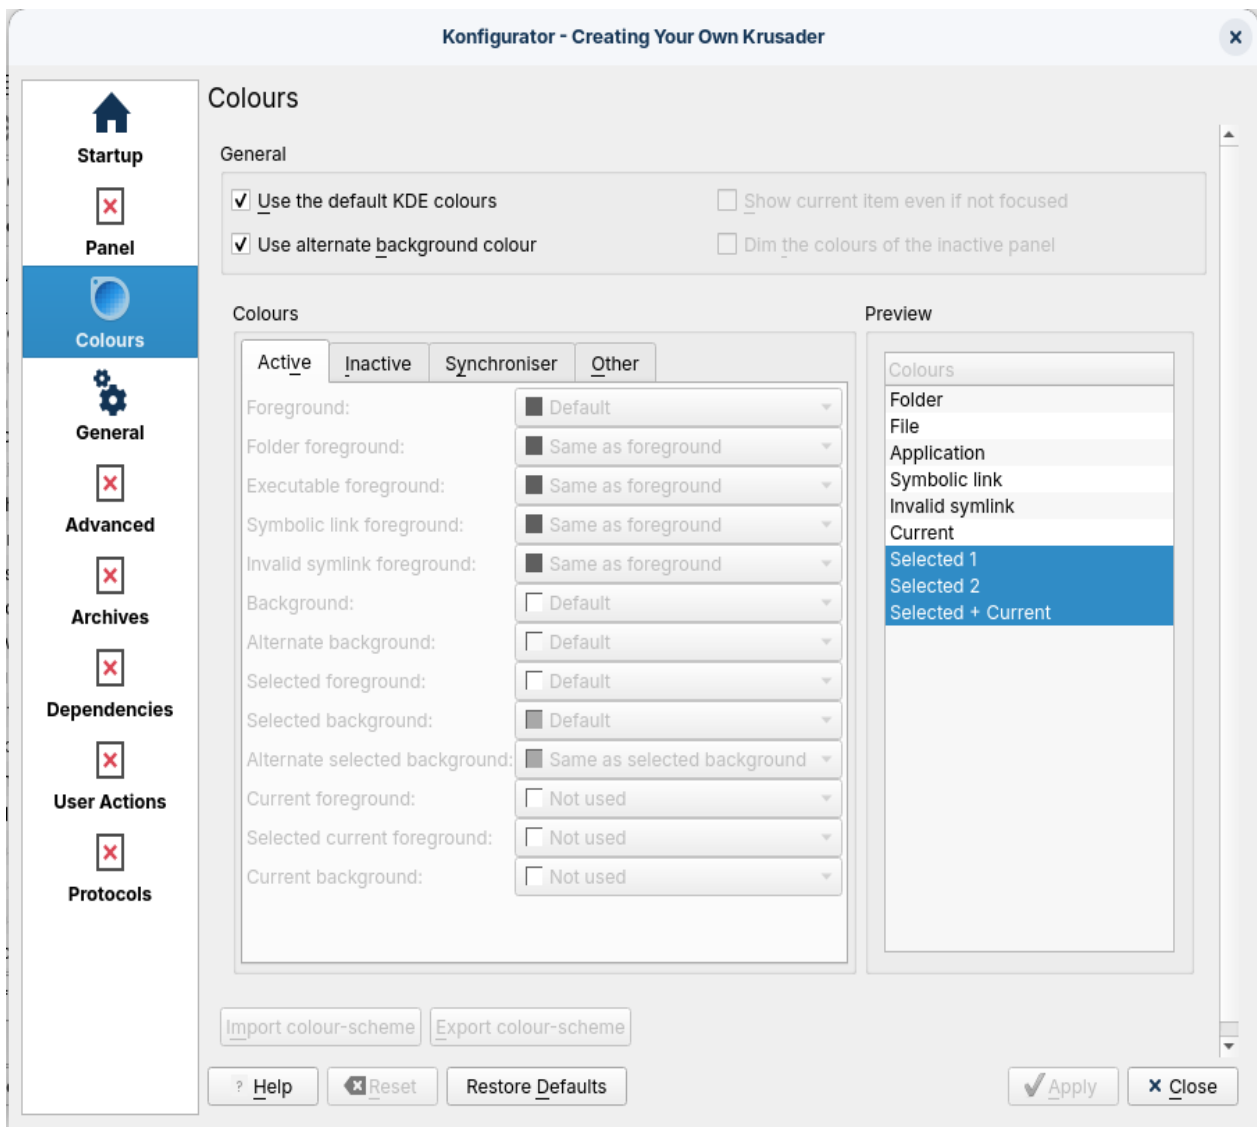 Konfigurator - Creating Your Own Krusader
Startup
Panel
Colours
General
Advanced
Archives
Dependencies
User Actions
Protocols
Colours
General
Use the default KDE colours
Show current item even if not focused
Use alternate background colour
Dim the colours of the inactive panel
Colours
Active Inactive Synchroniser Other
Foreground: Default
Folder foreground: Same as foreground
Executable foreground: Same as foreground
Symbolic link foreground: Same as foreground
Invalid symlink foreground: Same as foreground
Background: Default
Alternate background: Default
Selected foreground: Default
Selected background: Default
Alternate selected background: Same as selected background
Current foreground: Not used
Selected current foreground: Not used
Current background: Not used
Preview
Colours
Folder
File
Application
Symbolic link
Invalid symlink
Current
Selected 1
Selected 2
Selected + Current
Import colour-scheme Export colour-scheme
? Help Reset Restore Defaults Apply Close